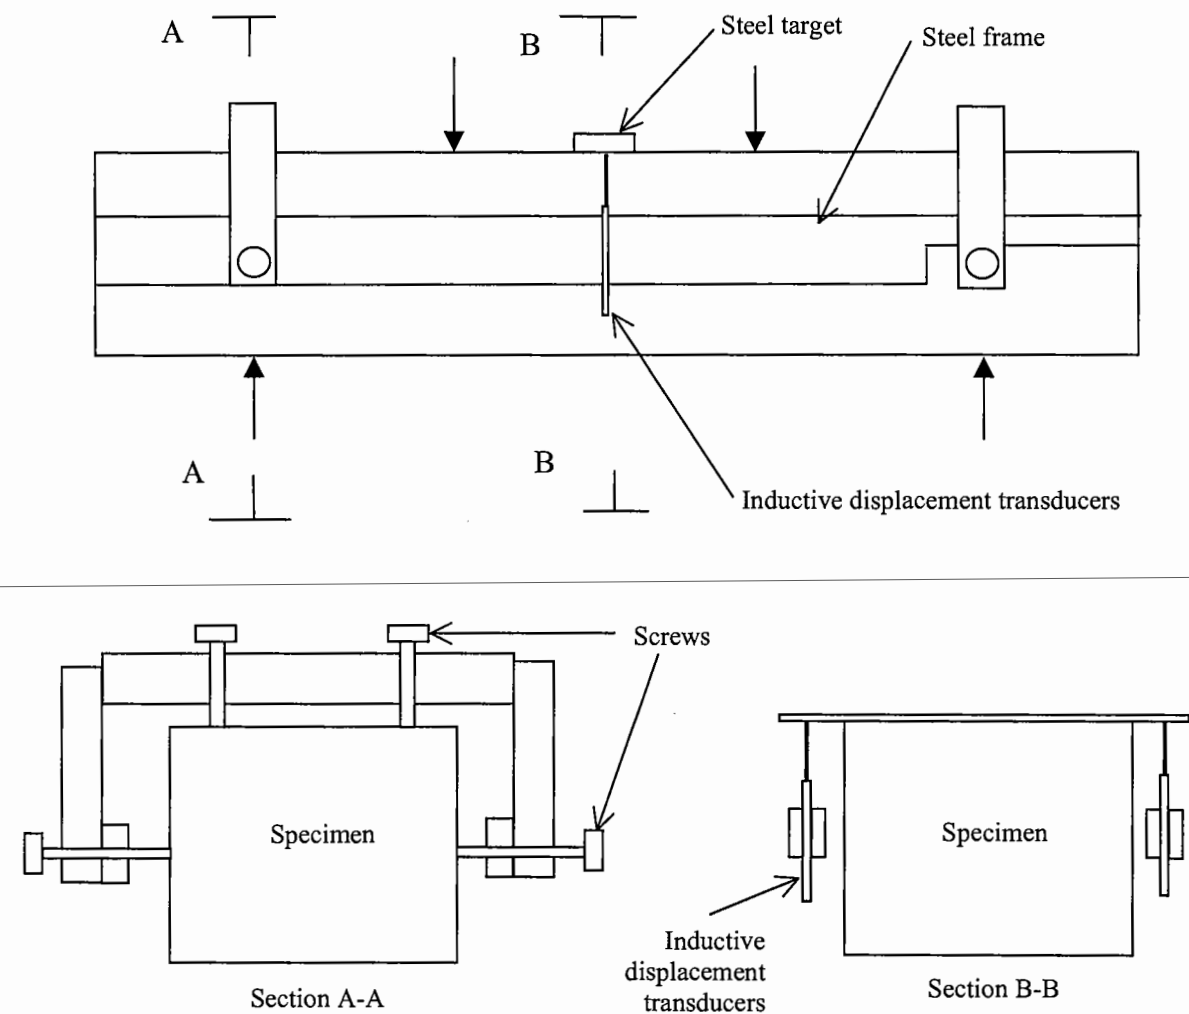 A
B
Steel target
Steel frame
A
B
Inductive displacement transducers
Screws
Specimen
Specimen
Inductive
displacement
transducers
Section A-A
Section B-B